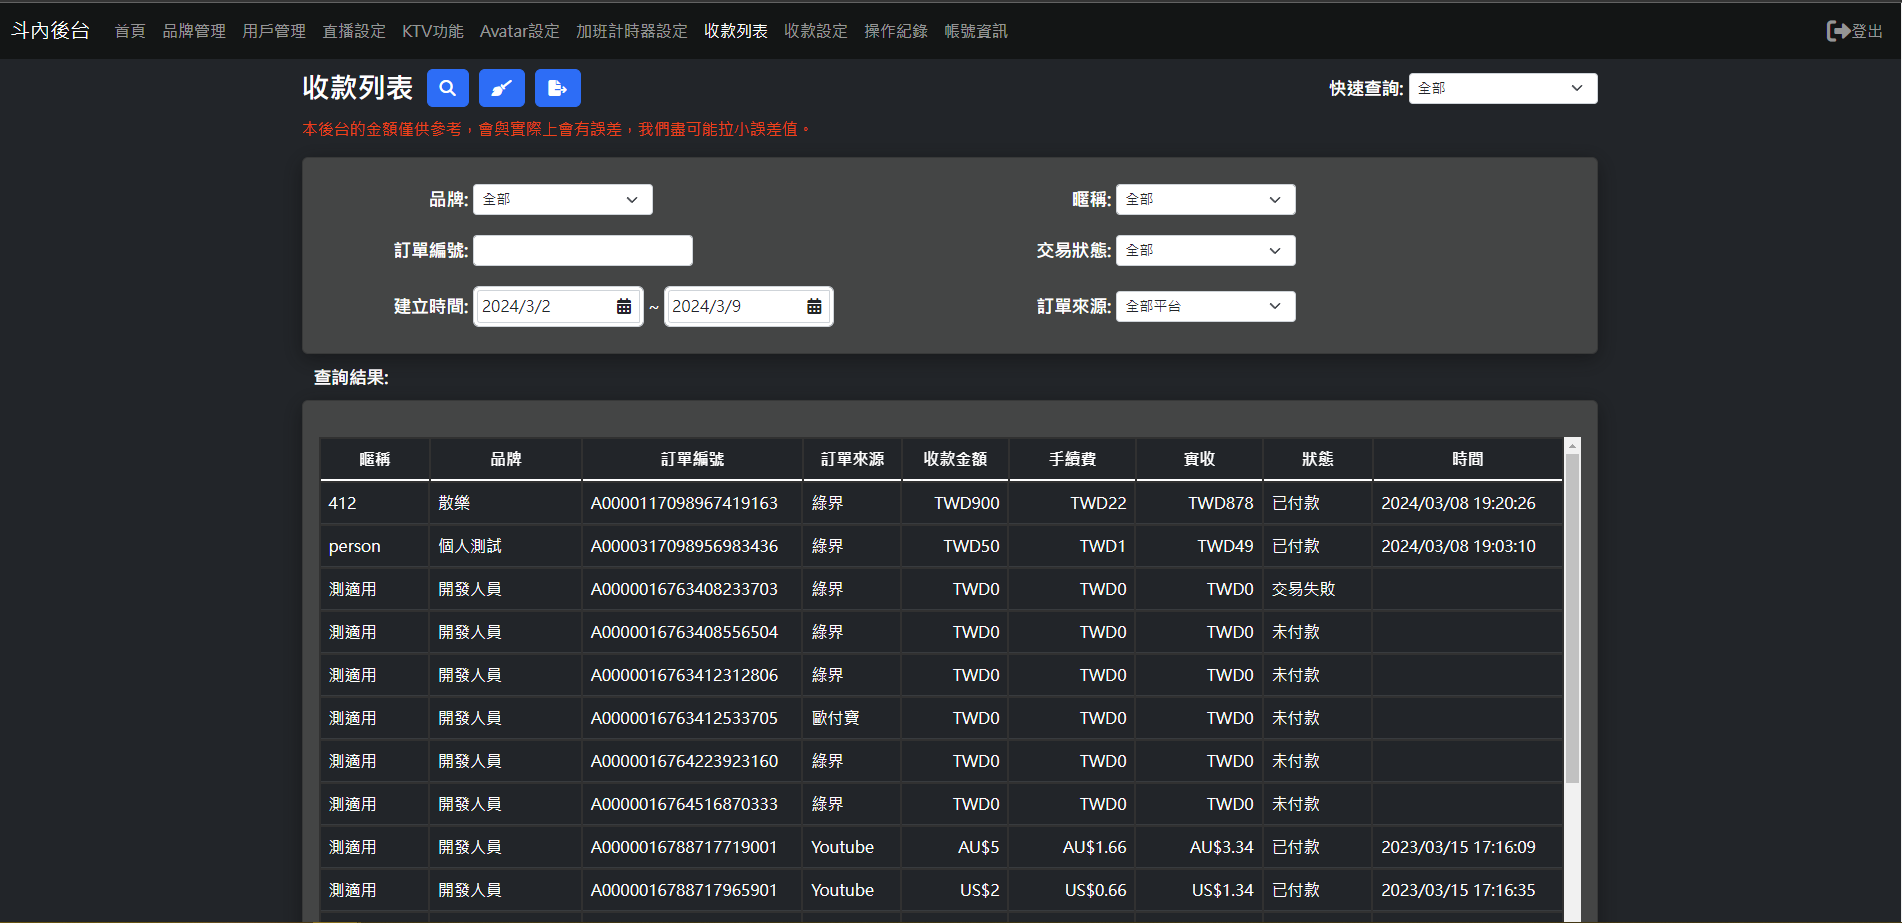 斗內後台 首頁 品牌管理 用戶管理 直播設定 KTV功能 Avatar設定 加班計時器設定 收款列表 收款設定 操作紀錄 帳號資訊 登出
收款列表 快速查詢: 全部
本後台的金額僅供參考，會與實際上會有誤差，我們盡可能拉小誤差值。
品牌: 全部 暱稱: 全部
訂單編號: 交易狀態: 全部
建立時間: 2024/3/2 ~ 2024/3/9 訂單來源: 全部平台
查詢結果:
暱稱 品牌 訂單編號 訂單來源 收款金額 手續費 實收 狀態 時間
412 散樂 A0000117098967419163 綠界 TWD900 TWD22 TWD878 已付款 2024/03/08 19:20:26
person 個人測試 A0000317098956983436 綠界 TWD50 TWD1 TWD49 已付款 2024/03/08 19:03:10
測適用 開發人員 A0000016763408233703 綠界 TWD0 TWD0 TWD0 交易失敗
測適用 開發人員 A0000016763408556504 綠界 TWD0 TWD0 TWD0 未付款
測適用 開發人員 A0000016763412312806 綠界 TWD0 TWD0 TWD0 未付款
測適用 開發人員 A0000016763412533705 歐付寶 TWD0 TWD0 TWD0 未付款
測適用 開發人員 A0000016764223923160 綠界 TWD0 TWD0 TWD0 未付款
測適用 開發人員 A0000016764516870333 綠界 TWD0 TWD0 TWD0 未付款
測適用 開發人員 A0000016788717719001 Youtube AU$5 AU$1.66 AU$3.34 已付款 2023/03/15 17:16:09
測適用 開發人員 A0000016788717965901 Youtube US$2 US$0.66 US$1.34 已付款 2023/03/15 17:16:35